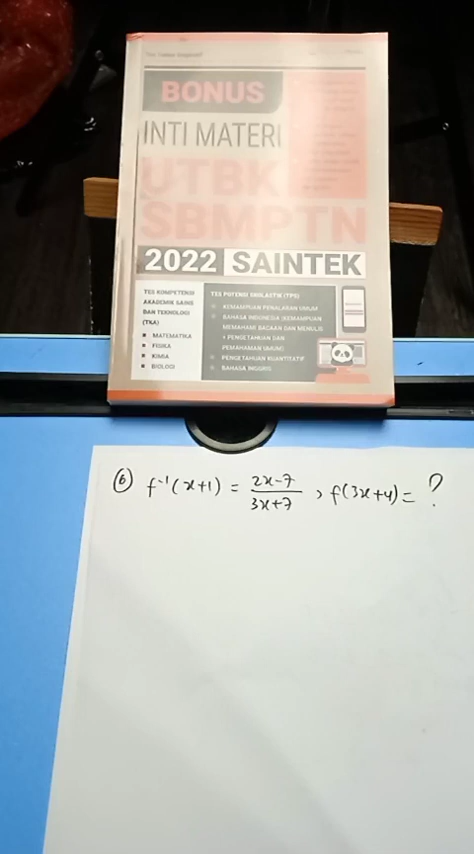 BONUS
INTI MATERI
UTBK
SBMPTN
2022 SAINTEK
TES KOMPETENSI
AKADEMIK SAINS
DAN TEKNOLOGI
(TKA)
MATEMATIKA
FISIKA
KIMIA
BIOLOGI
TES POTENSI SKOLASTIK (TPS)
KEMAMPUAN PENALARAN UMUM
BAHASA INDONESIA (KEMAMPUAN
MEMAHAMI BACAAN DAN MENULIS
+ PENGETAHUAN DAN
PEMAHAMAN UMUM)
PENGETAHUAN KUANTITATIF
BAHASA INGGRIS
⑥ f⁻¹(x+1) = (2x-7)/(3x+7) , f(3x+4) = ?